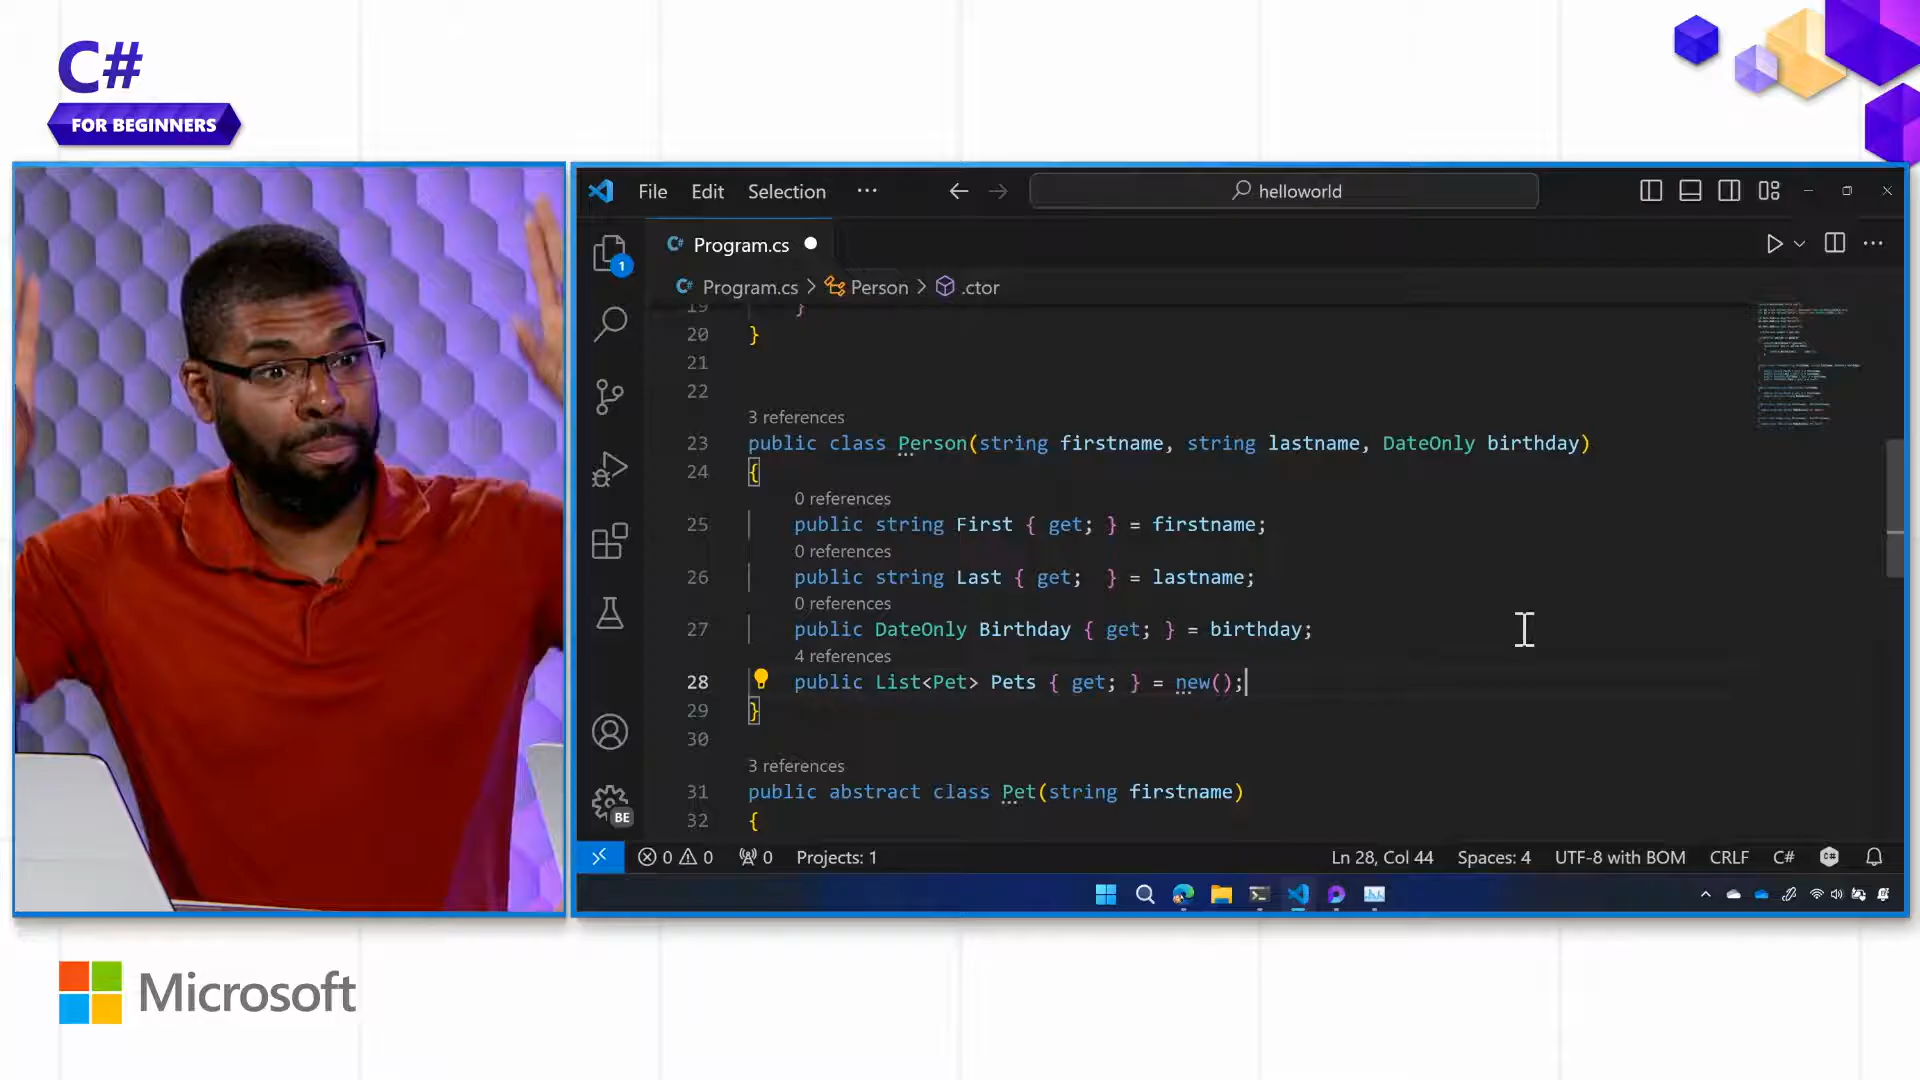 C#
FOR BEGINNERS
File Edit Selection ··· helloworld
C# Program.cs
1
C# Program.cs > Person > .ctor
19 }
20 }
21
22
3 references
23 public class Person(string firstname, string lastname, DateOnly birthday)
24 {
0 references
25 public string First { get; } = firstname;
0 references
26 public string Last { get;  } = lastname;
0 references
27 public DateOnly Birthday { get; } = birthday;
4 references
28 public List<Pet> Pets { get; } = new();
29 }
30
3 references
31 public abstract class Pet(string firstname)
32 {
BE
0 0 0 Projects: 1 Ln 28, Col 44 Spaces: 4 UTF-8 with BOM CRLF C#
Microsoft